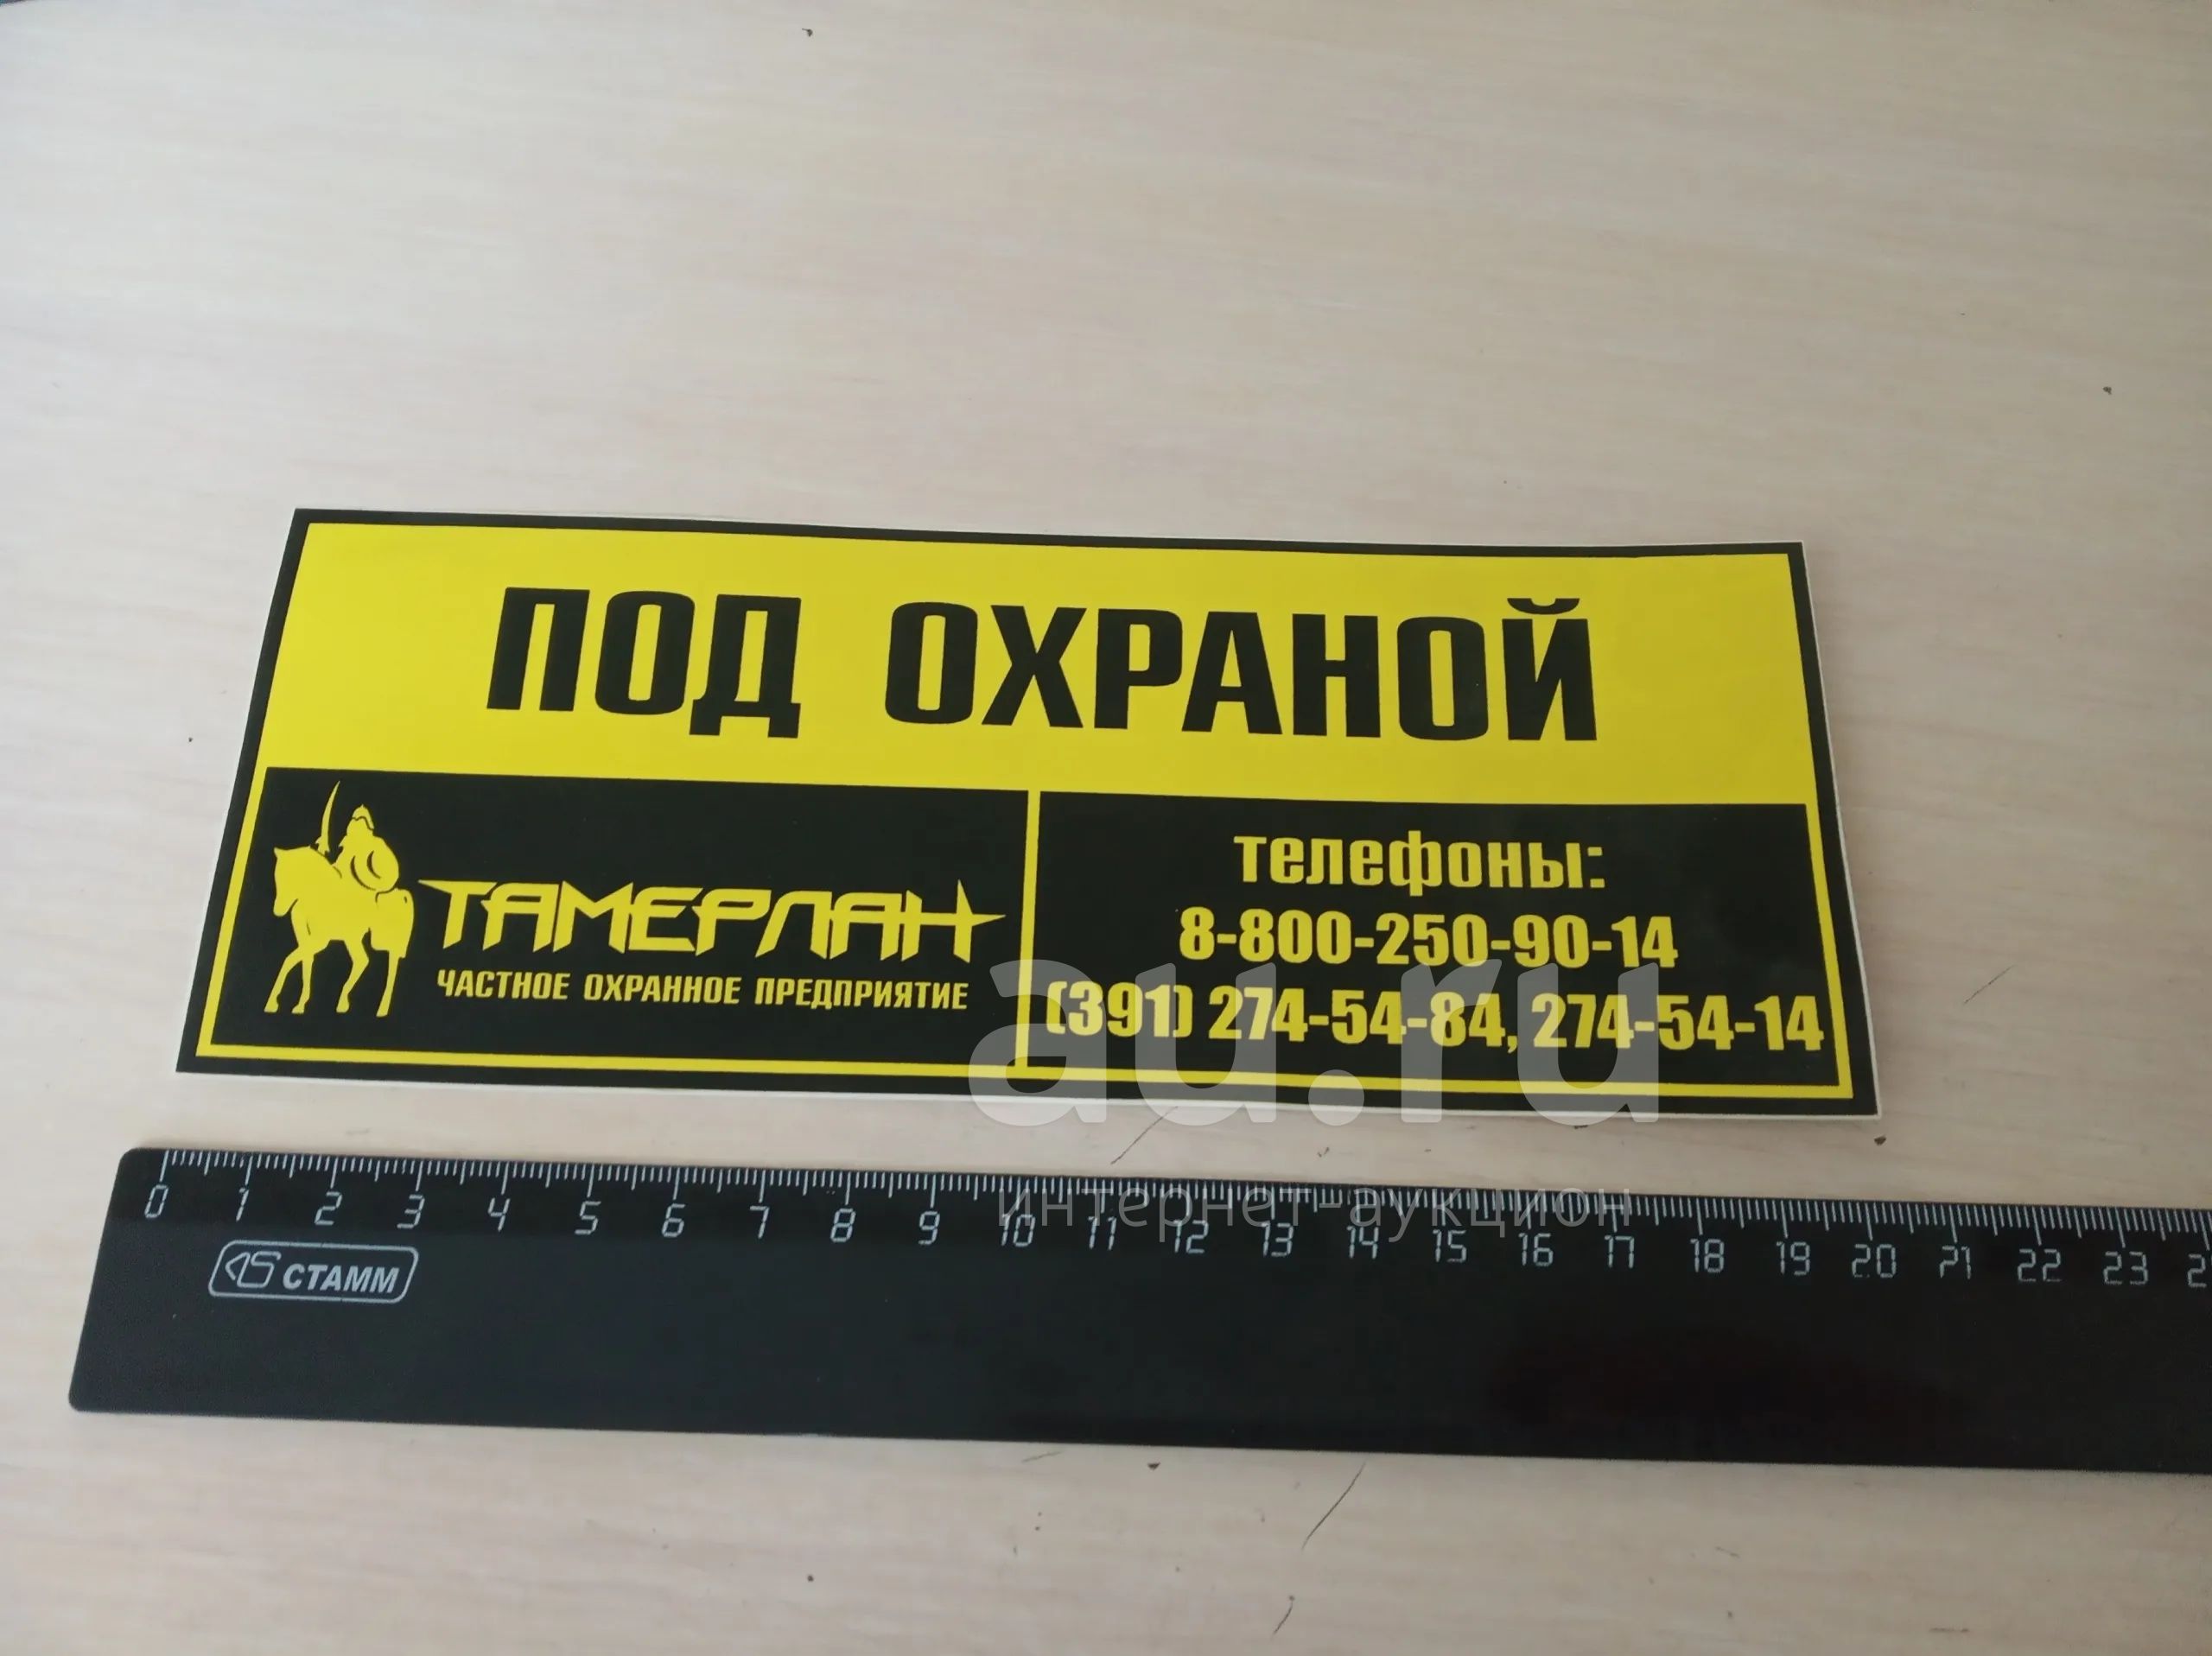 ПОД ОХРАНОЙ
ТАМЕРЛАН
ЧАСТНОЕ ОХРАННОЕ ПРЕДПРИЯТИЕ
телефоны:
8-800-250-90-14
(391) 274-54-84, 274-54-14
au.ru
интернет-аукцион
0 1 2 3 4 5 6 7 8 9 10 11 12 13 14 15 16 17 18 19 20 21 22 23
СТАММ